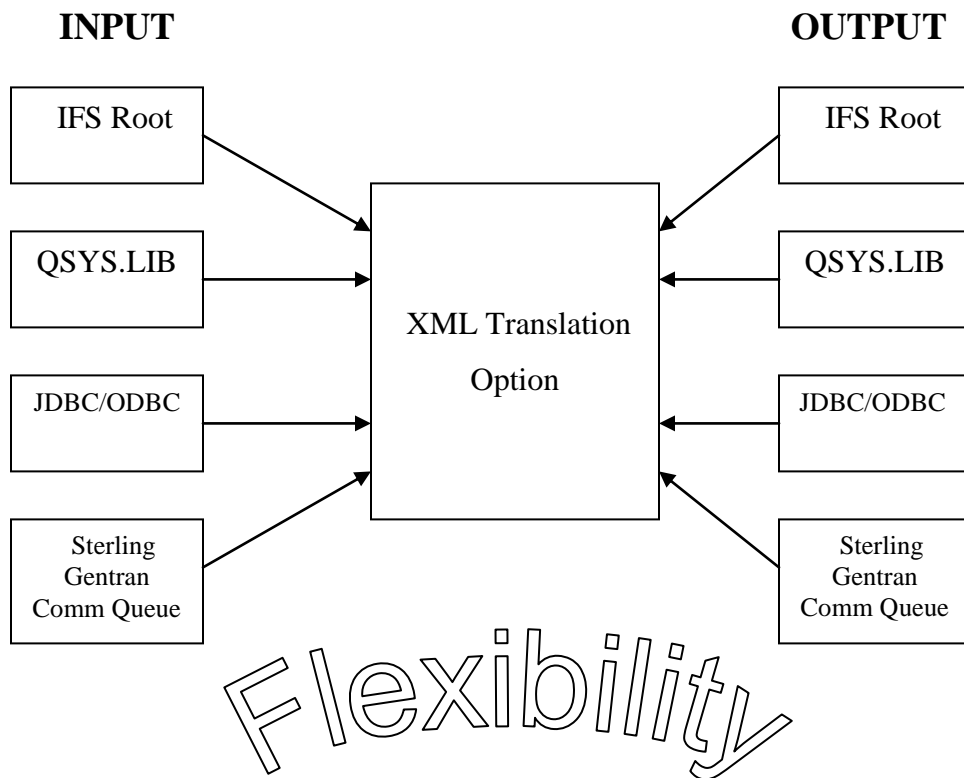 INPUT
OUTPUT
IFS Root
IFS Root
QSYS.LIB
QSYS.LIB
XML Translation
Option
JDBC/ODBC
JDBC/ODBC
Sterling
Gentran
Comm Queue
Sterling
Gentran
Comm Queue
Flexibility